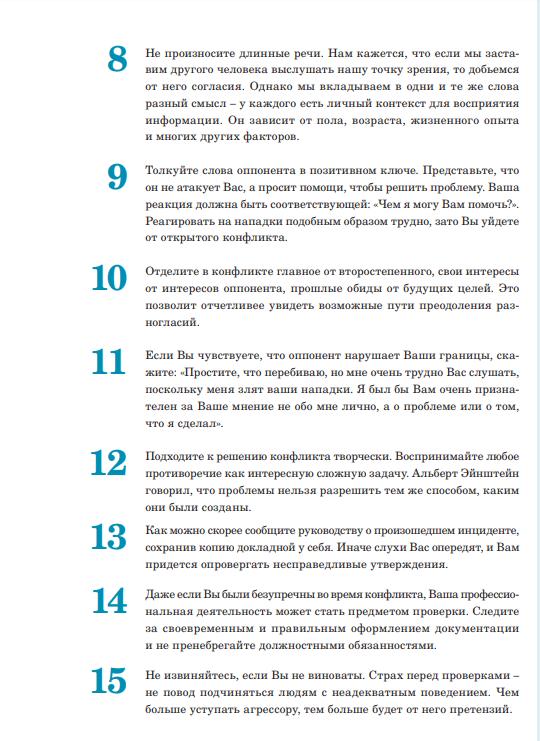 8
Не произносите длинные речи. Нам кажется, что если мы заста-
вим другого человека выслушать нашу точку зрения, то добьемся
от него согласия. Однако мы вкладываем в одни и те же слова
разный смысл – у каждого есть личный контекст для восприятия
информации. Он зависит от пола, возраста, жизненного опыта
и многих других факторов.
9
Толкуйте слова оппонента в позитивном ключе. Представьте, что
он не атакует Вас, а просит помощи, чтобы решить проблему. Ваша
реакция должна быть соответствующей: «Чем я могу Вам помочь?».
Реагировать на нападки подобным образом трудно, зато Вы уйдете
от открытого конфликта.
10
Отделите в конфликте главное от второстепенного, свои интересы
от интересов оппонента, прошлые обиды от будущих целей. Это
позволит отчетливее увидеть возможные пути преодоления раз-
ногласий.
11
Если Вы чувствуете, что оппонент нарушает Ваши границы, ска-
жите: «Простите, что перебиваю, но мне очень трудно Вас слушать,
поскольку меня злят ваши нападки. Я был бы Вам очень призна-
телен за Ваше мнение не обо мне лично, а о проблеме или о том,
что я сделал».
12
Подходите к решению конфликта творчески. Воспринимайте любое
противоречие как интересную сложную задачу. Альберт Эйнштейн
говорил, что проблемы нельзя разрешить тем же способом, каким
они были созданы.
13
Как можно скорее сообщите руководству о произошедшем инциденте,
сохранив копию докладной у себя. Иначе слухи Вас опередят, и Вам
придется опровергать несправедливые утверждения.
14
Даже если Вы были безупречны во время конфликта, Ваша профессио-
нальная деятельность может стать предметом проверки. Следите
за своевременным и правильным оформлением документации
и не пренебрегайте должностными обязанностями.
15
Не извиняйтесь, если Вы не виноваты. Страх перед проверками –
не повод подчиняться людям с неадекватным поведением. Чем
больше уступать агрессору, тем больше будет от него претензий.